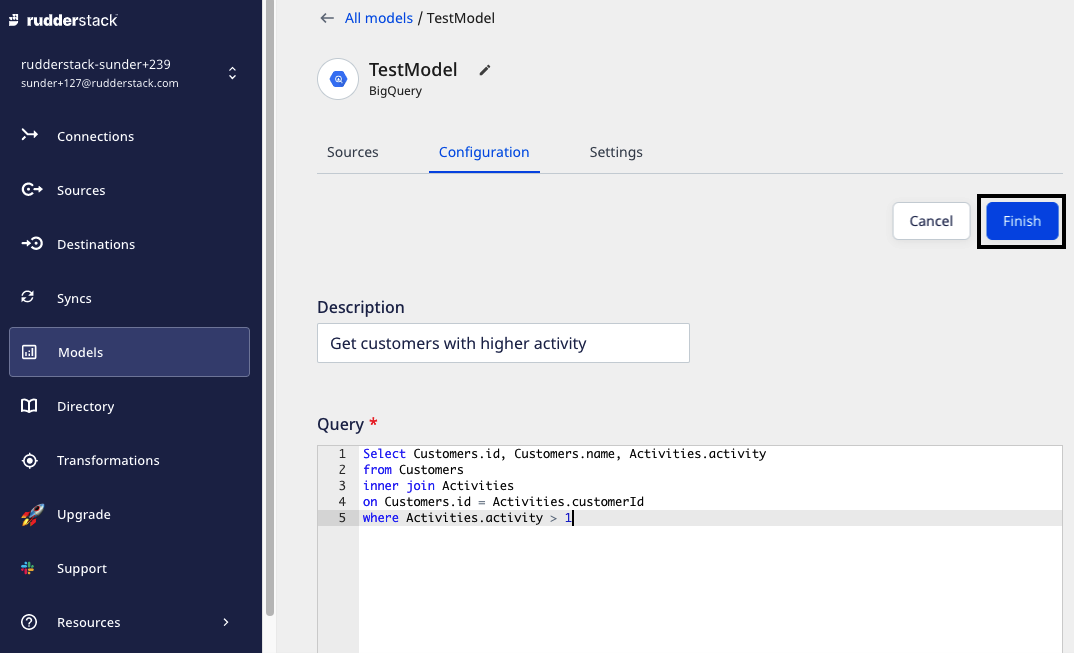 rudderstack
rudderstack-sunder+239
sunder+127@rudderstack.com
Connections
Sources
Destinations
Syncs
Models
Directory
Transformations
Upgrade
Support
Resources
All models / TestModel
TestModel
BigQuery
Sources Configuration Settings
Cancel Finish
Description
Get customers with higher activity
Query *
1 Select Customers.id, Customers.name, Activities.activity
2 from Customers
3 inner join Activities
4 on Customers.id = Activities.customerId
5 where Activities.activity > 1